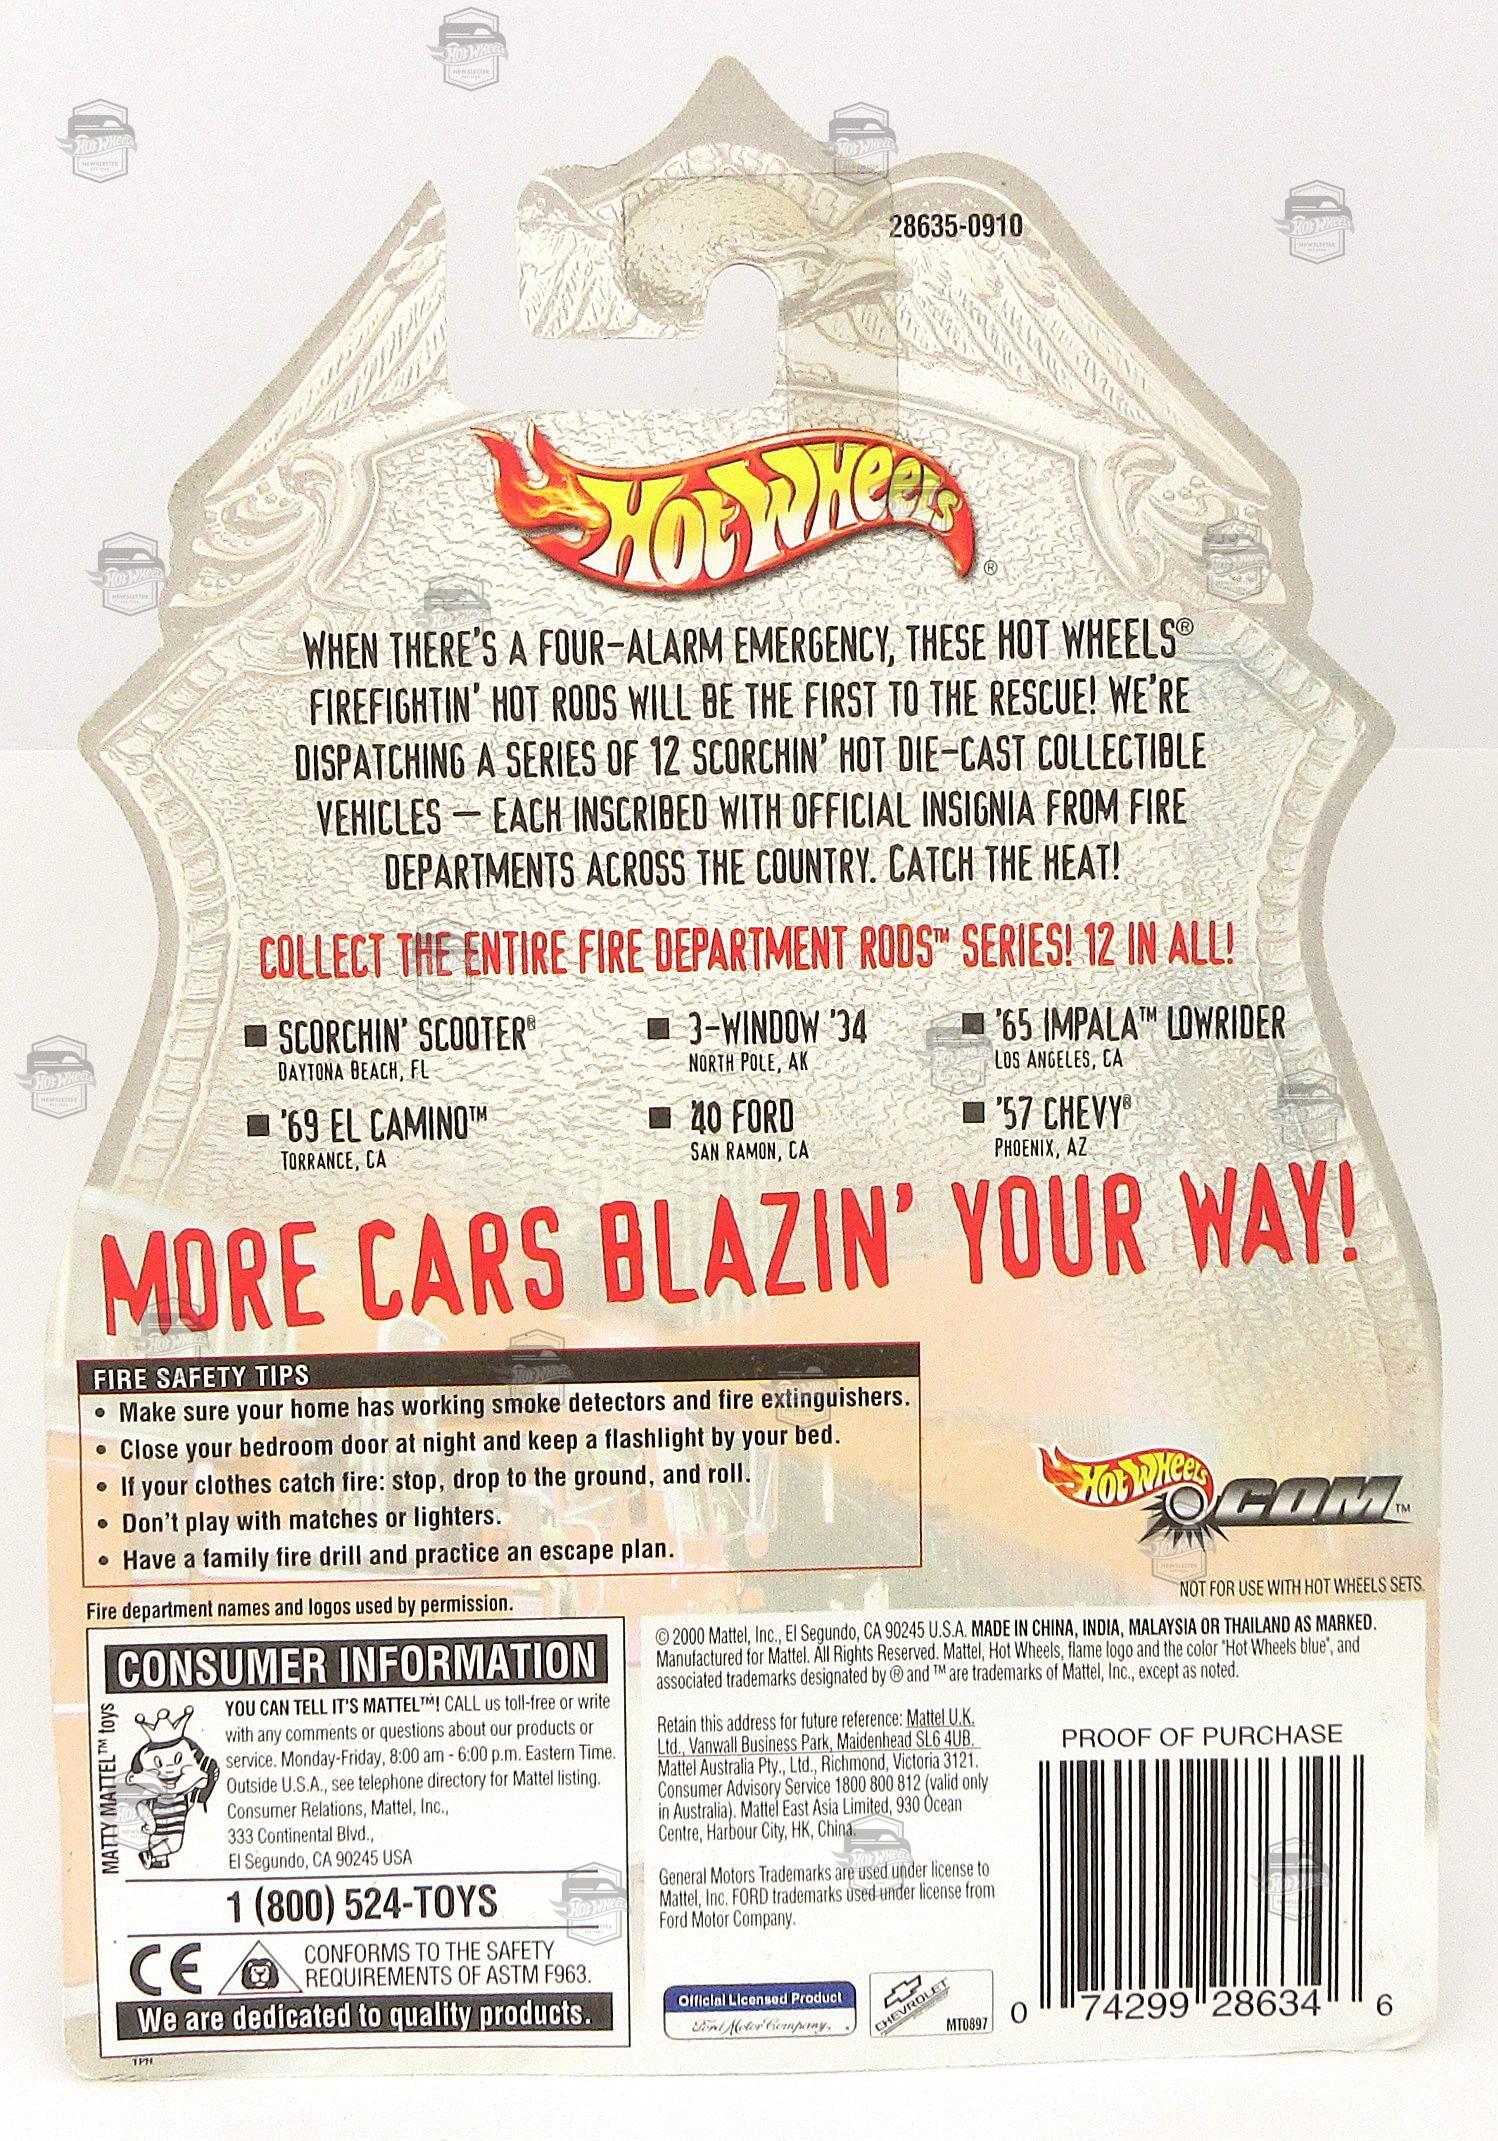 28635-0910
HOT WHEELS ®
WHEN THERE'S A FOUR-ALARM EMERGENCY, THESE HOT WHEELS®
FIREFIGHTIN' HOT RODS WILL BE THE FIRST TO THE RESCUE! WE'RE
DISPATCHING A SERIES OF 12 SCORCHIN' HOT DIE-CAST COLLECTIBLE
VEHICLES — EACH INSCRIBED WITH OFFICIAL INSIGNIA FROM FIRE
DEPARTMENTS ACROSS THE COUNTRY. CATCH THE HEAT!
COLLECT THE ENTIRE FIRE DEPARTMENT RODS™ SERIES! 12 IN ALL!
■ SCORCHIN' SCOOTER®
DAYTONA BEACH, FL
■ '69 EL CAMINO™
TORRANCE, CA
■ 3-WINDOW '34
NORTH POLE, AK
■ '40 FORD
SAN RAMON, CA
■ '65 IMPALA™ LOWRIDER
LOS ANGELES, CA
■ '57 CHEVY®
PHOENIX, AZ
MORE CARS BLAZIN' YOUR WAY!
FIRE SAFETY TIPS
• Make sure your home has working smoke detectors and fire extinguishers.
• Close your bedroom door at night and keep a flashlight by your bed.
• If your clothes catch fire: stop, drop to the ground, and roll.
• Don't play with matches or lighters.
• Have a family fire drill and practice an escape plan.
HOT WHEELS .COM™
NOT FOR USE WITH HOT WHEELS SETS.
Fire department names and logos used by permission.
CONSUMER INFORMATION
MATTY MATTEL™ toys
YOU CAN TELL IT'S MATTEL™! CALL us toll-free or write
with any comments or questions about our products or
service. Monday-Friday, 8:00 am - 6:00 p.m. Eastern Time.
Outside U.S.A., see telephone directory for Mattel listing.
Consumer Relations, Mattel, Inc.,
333 Continental Blvd.,
El Segundo, CA 90245 USA
1 (800) 524-TOYS
CE
CONFORMS TO THE SAFETY
REQUIREMENTS OF ASTM F963.
We are dedicated to quality products.
TPH
© 2000 Mattel, Inc., El Segundo, CA 90245 U.S.A. MADE IN CHINA, INDIA, MALAYSIA OR THAILAND AS MARKED.
Manufactured for Mattel. All Rights Reserved. Mattel, Hot Wheels, flame logo and the color "Hot Wheels blue", and
associated trademarks designated by ® and ™ are trademarks of Mattel, Inc., except as noted.
Retain this address for future reference: Mattel U.K.
Ltd., Vanwall Business Park, Maidenhead SL6 4UB.
Mattel Australia Pty., Ltd., Richmond, Victoria 3121.
Consumer Advisory Service 1800 800 812 (valid only
in Australia). Mattel East Asia Limited, 930 Ocean
Centre, Harbour City, HK, China.
General Motors Trademarks are used under license to
Mattel, Inc. FORD trademarks used under license from
Ford Motor Company.
Official Licensed Product
Ford Motor Company.
CHEVROLET
MT0897
PROOF OF PURCHASE
0 74299 28634 6
HOT WHEELS
NEWSLETTER